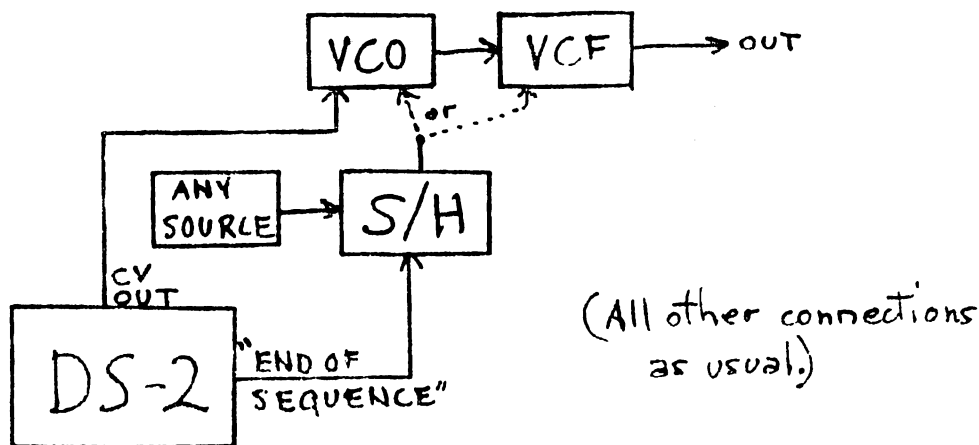 VCO
VCF
OUT
or
ANY
SOURCE
S/H
CV
OUT
DS-2
"END OF
SEQUENCE"
(All other connections
as usual.)